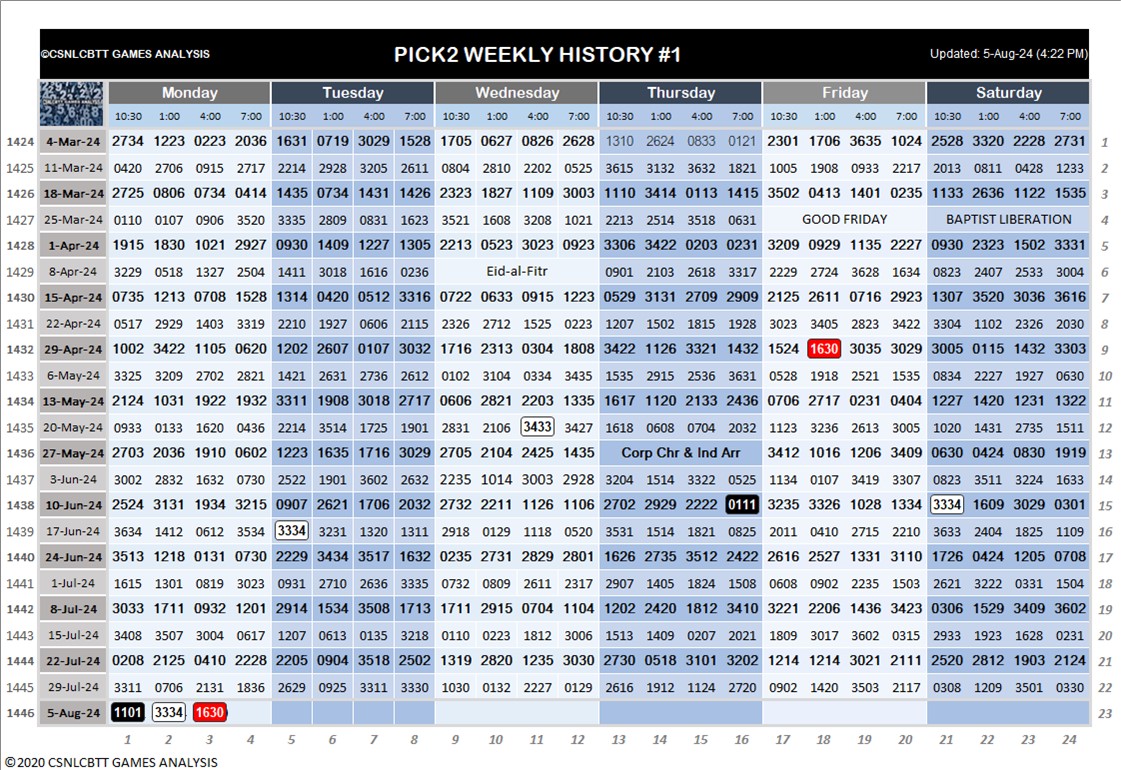 ©CSNLCBTT GAMES ANALYSIS PICK2 WEEKLY HISTORY #1 Updated: 5-Aug-24 (4:22 PM)
Monday Tuesday Wednesday Thursday Friday Saturday
10:30 1:00 4:00 7:00 10:30 1:00 4:00 7:00 10:30 1:00 4:00 7:00 10:30 1:00 4:00 7:00 10:30 1:00 4:00 7:00 10:30 1:00 4:00 7:00
1424 4-Mar-24 2734 1223 0223 2036 1631 0719 3029 1528 1705 0627 0826 2628 1310 2624 0833 0121 2301 1706 3635 1024 2528 3320 2228 2731 1
1425 11-Mar-24 0420 2706 0915 2717 2214 2928 3205 2611 0804 2810 2202 0525 3615 3132 3632 1821 1005 1908 0933 2217 2013 0811 0428 1233 2
1426 18-Mar-24 2725 0806 0734 0414 1435 0734 1431 1426 2323 1827 1109 3003 1110 3414 0113 1415 3502 0413 1401 0235 1133 2636 1122 1535 3
1427 25-Mar-24 0110 0107 0906 3520 3335 2809 0831 1623 3521 1608 3208 1021 2213 2514 3518 0631 GOOD FRIDAY BAPTIST LIBERATION 4
1428 1-Apr-24 1915 1830 1021 2927 0930 1409 1227 1305 2213 0523 3023 0923 3306 3422 0203 0231 3209 0929 1135 2227 0930 2323 1502 3331 5
1429 8-Apr-24 3229 0518 1327 2504 1411 3018 1616 0236 Eid-al-Fitr 0901 2103 2618 3317 2229 2724 3628 1634 0823 2407 2533 3004 6
1430 15-Apr-24 0735 1213 0708 1528 1314 0420 0512 3316 0722 0633 0915 1223 0529 3131 2709 2909 2125 2611 0716 2923 1307 3520 3036 3616 7
1431 22-Apr-24 0517 2929 1403 3319 2210 1927 0606 2115 2326 2712 1525 0223 1207 1502 1815 1928 3023 3405 2823 3422 3304 1102 2326 2030 8
1432 29-Apr-24 1002 3422 1105 0620 1202 2607 0107 3032 1716 2313 0304 1808 3422 1126 3321 1432 1524 1630 3035 3029 3005 0115 1432 3303 9
1433 6-May-24 3325 3209 2702 2821 1421 2631 2736 2612 0102 3104 0334 3435 1535 2915 2536 3631 0528 1918 2521 1535 0834 2227 1927 0630 10
1434 13-May-24 2124 1031 1922 1932 3311 1908 3018 2717 0606 2821 2203 1335 1617 1120 2133 2436 0706 2717 0231 0404 1227 1420 1231 1322 11
1435 20-May-24 0933 0133 1620 0436 2214 3514 1725 1901 2831 2106 3433 3427 1618 0608 0704 2032 1123 3236 2613 3005 1020 1431 2735 1511 12
1436 27-May-24 2703 2036 1910 0602 1223 1635 1716 3029 2705 2104 2425 1435 Corp Chr & Ind Arr 3412 1016 1206 3409 0630 0424 0830 1919 13
1437 3-Jun-24 3002 2832 1632 0730 2522 1901 3602 2632 2235 1014 3003 2928 3204 1514 3322 0525 1134 0107 3419 3307 0823 3511 3224 1633 14
1438 10-Jun-24 2524 3131 1934 3215 0907 2621 1706 2032 2732 2211 1126 1106 2702 2929 2222 0111 3235 3326 1028 1334 3334 1609 3029 0301 15
1439 17-Jun-24 3634 1412 0612 3534 3334 3231 1320 1311 2918 0129 1118 0520 3531 1514 1821 0825 2011 0410 2715 2210 3633 2404 1825 1109 16
1440 24-Jun-24 3513 1218 0131 0730 2229 3434 3517 1632 0235 2731 2829 2801 1626 2735 3512 2422 2616 2527 1331 3110 1726 0424 1205 0708 17
1441 1-Jul-24 1615 1301 0819 3023 0931 2710 2636 3335 0732 0809 2611 2317 2907 1405 1824 1508 0608 0902 2235 1503 2621 3222 0331 1504 18
1442 8-Jul-24 3033 1711 0932 1201 2914 1534 3508 1713 1711 2915 0704 1104 1202 2420 1812 3410 3221 2206 1436 3423 0306 1529 3409 3602 19
1443 15-Jul-24 3408 3507 3004 0617 1207 0613 0135 3218 0110 0223 1812 3006 1513 1409 0207 2021 1809 3017 3602 0315 2933 1923 1628 0231 20
1444 22-Jul-24 0208 2125 0410 2228 2205 0904 3518 2502 1319 2820 1235 3030 2730 0518 3101 3202 1214 1214 3021 2111 2520 2812 1903 2124 21
1445 29-Jul-24 3311 0706 2131 1836 2629 0925 3311 3330 1030 0132 2227 0129 2616 1912 1124 2720 0902 1420 3503 2117 0308 1209 3501 0330 22
1446 5-Aug-24 1101 3334 1630 23
1 2 3 4 5 6 7 8 9 10 11 12 13 14 15 16 17 18 19 20 21 22 23 24
©2020 CSNLCBTT GAMES ANALYSIS